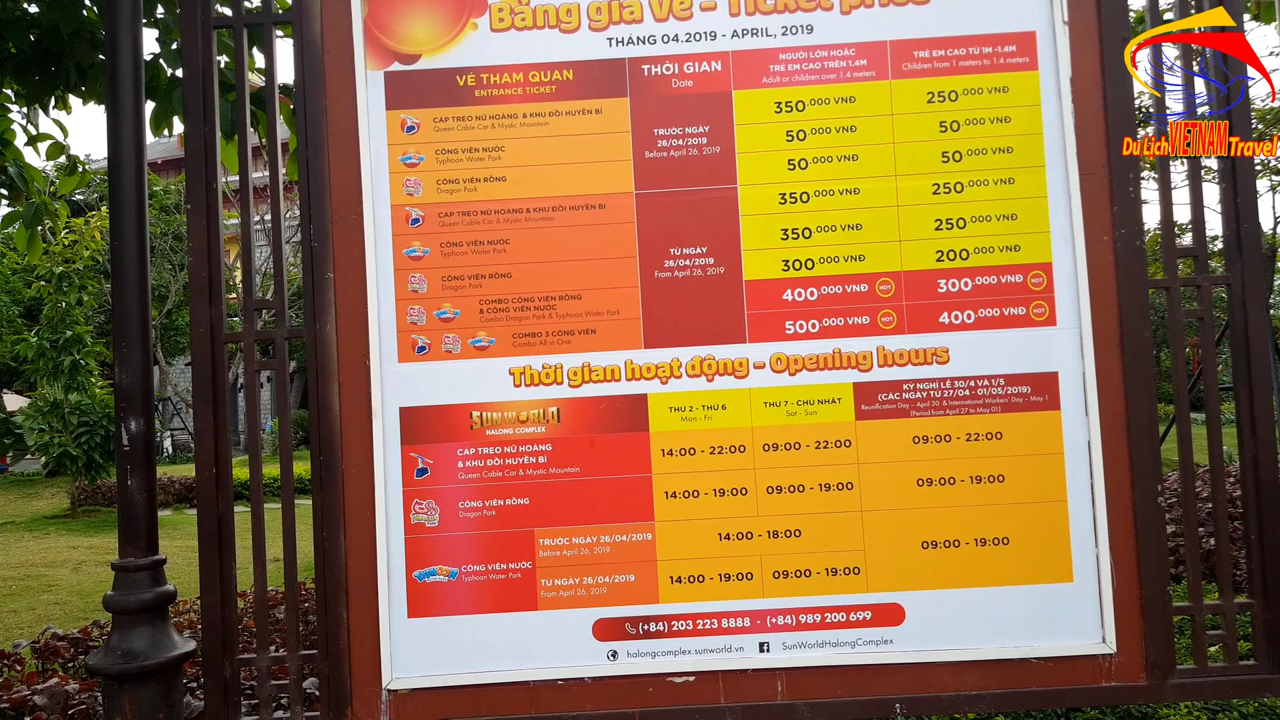 Bảng giá vé - Ticket price
THÁNG 04.2019 - APRIL, 2019
VÉ THAM QUAN
ENTRANCE TICKET
THỜI GIAN
Date
NGƯỜI LỚN HOẶC
TRẺ EM CAO TRÊN 1.4M
Adult or children over 1.4 meters
TRẺ EM CAO TỪ 1M -1.4M
Children from 1 meters to 1.4 meters
CÁP TREO NỮ HOÀNG & KHU ĐỒI HUYỀN BÍ
Queen Cable Car & Mystic Mountain
350.000 VNĐ
250.000 VNĐ
CÔNG VIÊN NƯỚC
Typhoon Water Park
50.000 VNĐ
50.000 VNĐ
CÔNG VIÊN RỒNG
Dragon Park
50.000 VNĐ
50.000 VNĐ
TRƯỚC NGÀY
26/04/2019
Before April 26, 2019
CÁP TREO NỮ HOÀNG & KHU ĐỒI HUYỀN BÍ
Queen Cable Car & Mystic Mountain
350.000 VNĐ
250.000 VNĐ
CÔNG VIÊN NƯỚC
Typhoon Water Park
350.000 VNĐ
250.000 VNĐ
CÔNG VIÊN RỒNG
Dragon Park
300.000 VNĐ
200.000 VNĐ
COMBO CÔNG VIÊN RỒNG
& CÔNG VIÊN NƯỚC
Combo Dragon Park & Typhoon Water Park
400.000 VNĐ HOT
300.000 VNĐ HOT
COMBO 3 CÔNG VIÊN
Combo All in One
500.000 VNĐ HOT
400.000 VNĐ HOT
TỪ NGÀY
26/04/2019
From April 26, 2019
Thời gian hoạt động - Opening hours
SUNWORLD
HALONG COMPLEX
THỨ 2 - THỨ 6
Mon - Fri
THỨ 7 - CHỦ NHẬT
Sat - Sun
KỲ NGHỈ LỄ 30/4 VÀ 1/5
(CÁC NGÀY TỪ 27/04 - 01/05/2019)
Reunification Day – April 30 & International Workers' Day – May 1
(Period from April 27 to May 01)
CÁP TREO NỮ HOÀNG
& KHU ĐỒI HUYỀN BÍ
Queen Cable Car & Mystic Mountain
14:00 - 22:00
09:00 - 22:00
09:00 - 22:00
CÔNG VIÊN RỒNG
Dragon Park
14:00 - 19:00
09:00 - 19:00
09:00 - 19:00
CÔNG VIÊN NƯỚC
Typhoon Water Park
TRƯỚC NGÀY 26/04/2019
Before April 26, 2019
14:00 - 18:00
09:00 - 19:00
TỪ NGÀY 26/04/2019
From April 26, 2019
14:00 - 19:00
09:00 - 19:00
(+84) 203 223 8888 - (+84) 989 200 699
halongcomplex.sunworld.vn
SunWorldHalongComplex
Du Lịch VIETNAM Travel